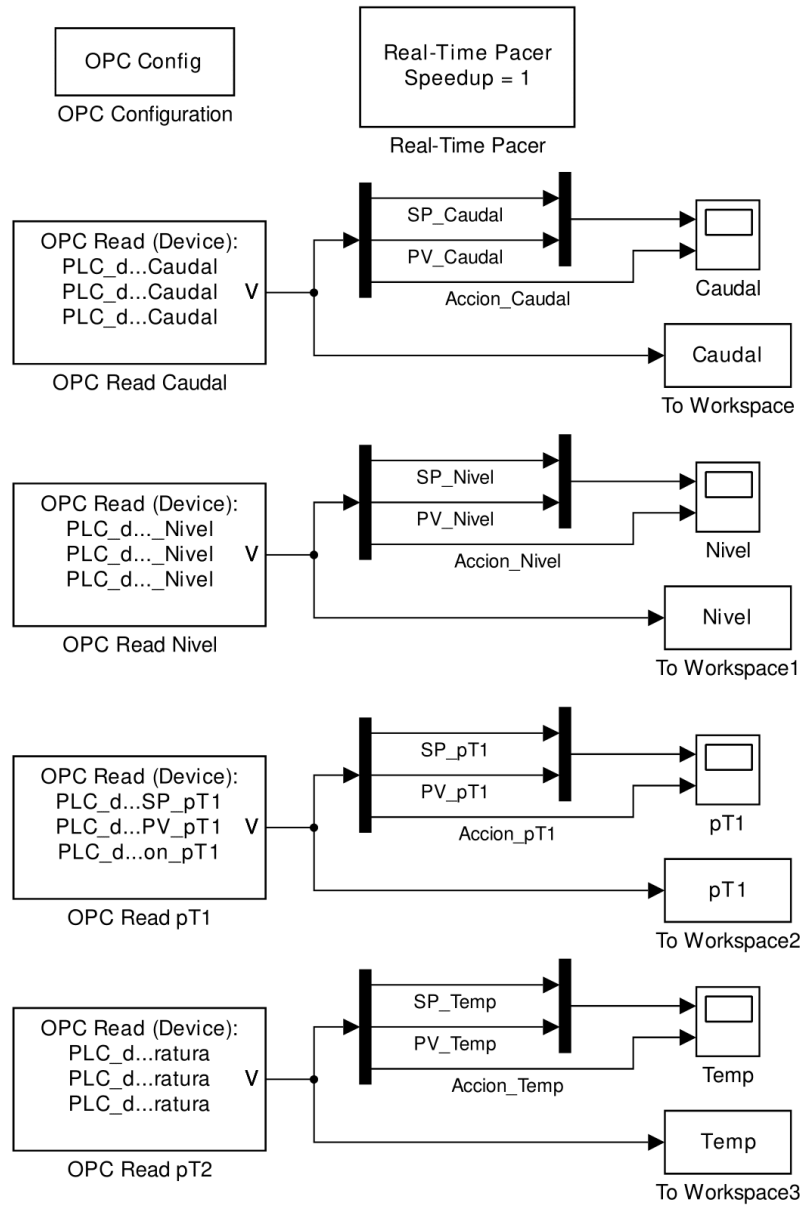 OPC Config
OPC Configuration
Real-Time Pacer
Speedup = 1
Real-Time Pacer
OPC Read (Device):
PLC_d...Caudal
PLC_d...Caudal
PLC_d...Caudal
V
OPC Read Caudal
SP_Caudal
PV_Caudal
Accion_Caudal
Caudal
Caudal
To Workspace
OPC Read (Device):
PLC_d..._Nivel
PLC_d..._Nivel
PLC_d..._Nivel
V
OPC Read Nivel
SP_Nivel
PV_Nivel
Accion_Nivel
Nivel
Nivel
To Workspace1
OPC Read (Device):
PLC_d...SP_pT1
PLC_d...PV_pT1
PLC_d...on_pT1
V
OPC Read pT1
SP_pT1
PV_pT1
Accion_pT1
pT1
pT1
To Workspace2
OPC Read (Device):
PLC_d...ratura
PLC_d...ratura
PLC_d...ratura
V
OPC Read pT2
SP_Temp
PV_Temp
Accion_Temp
Temp
Temp
To Workspace3